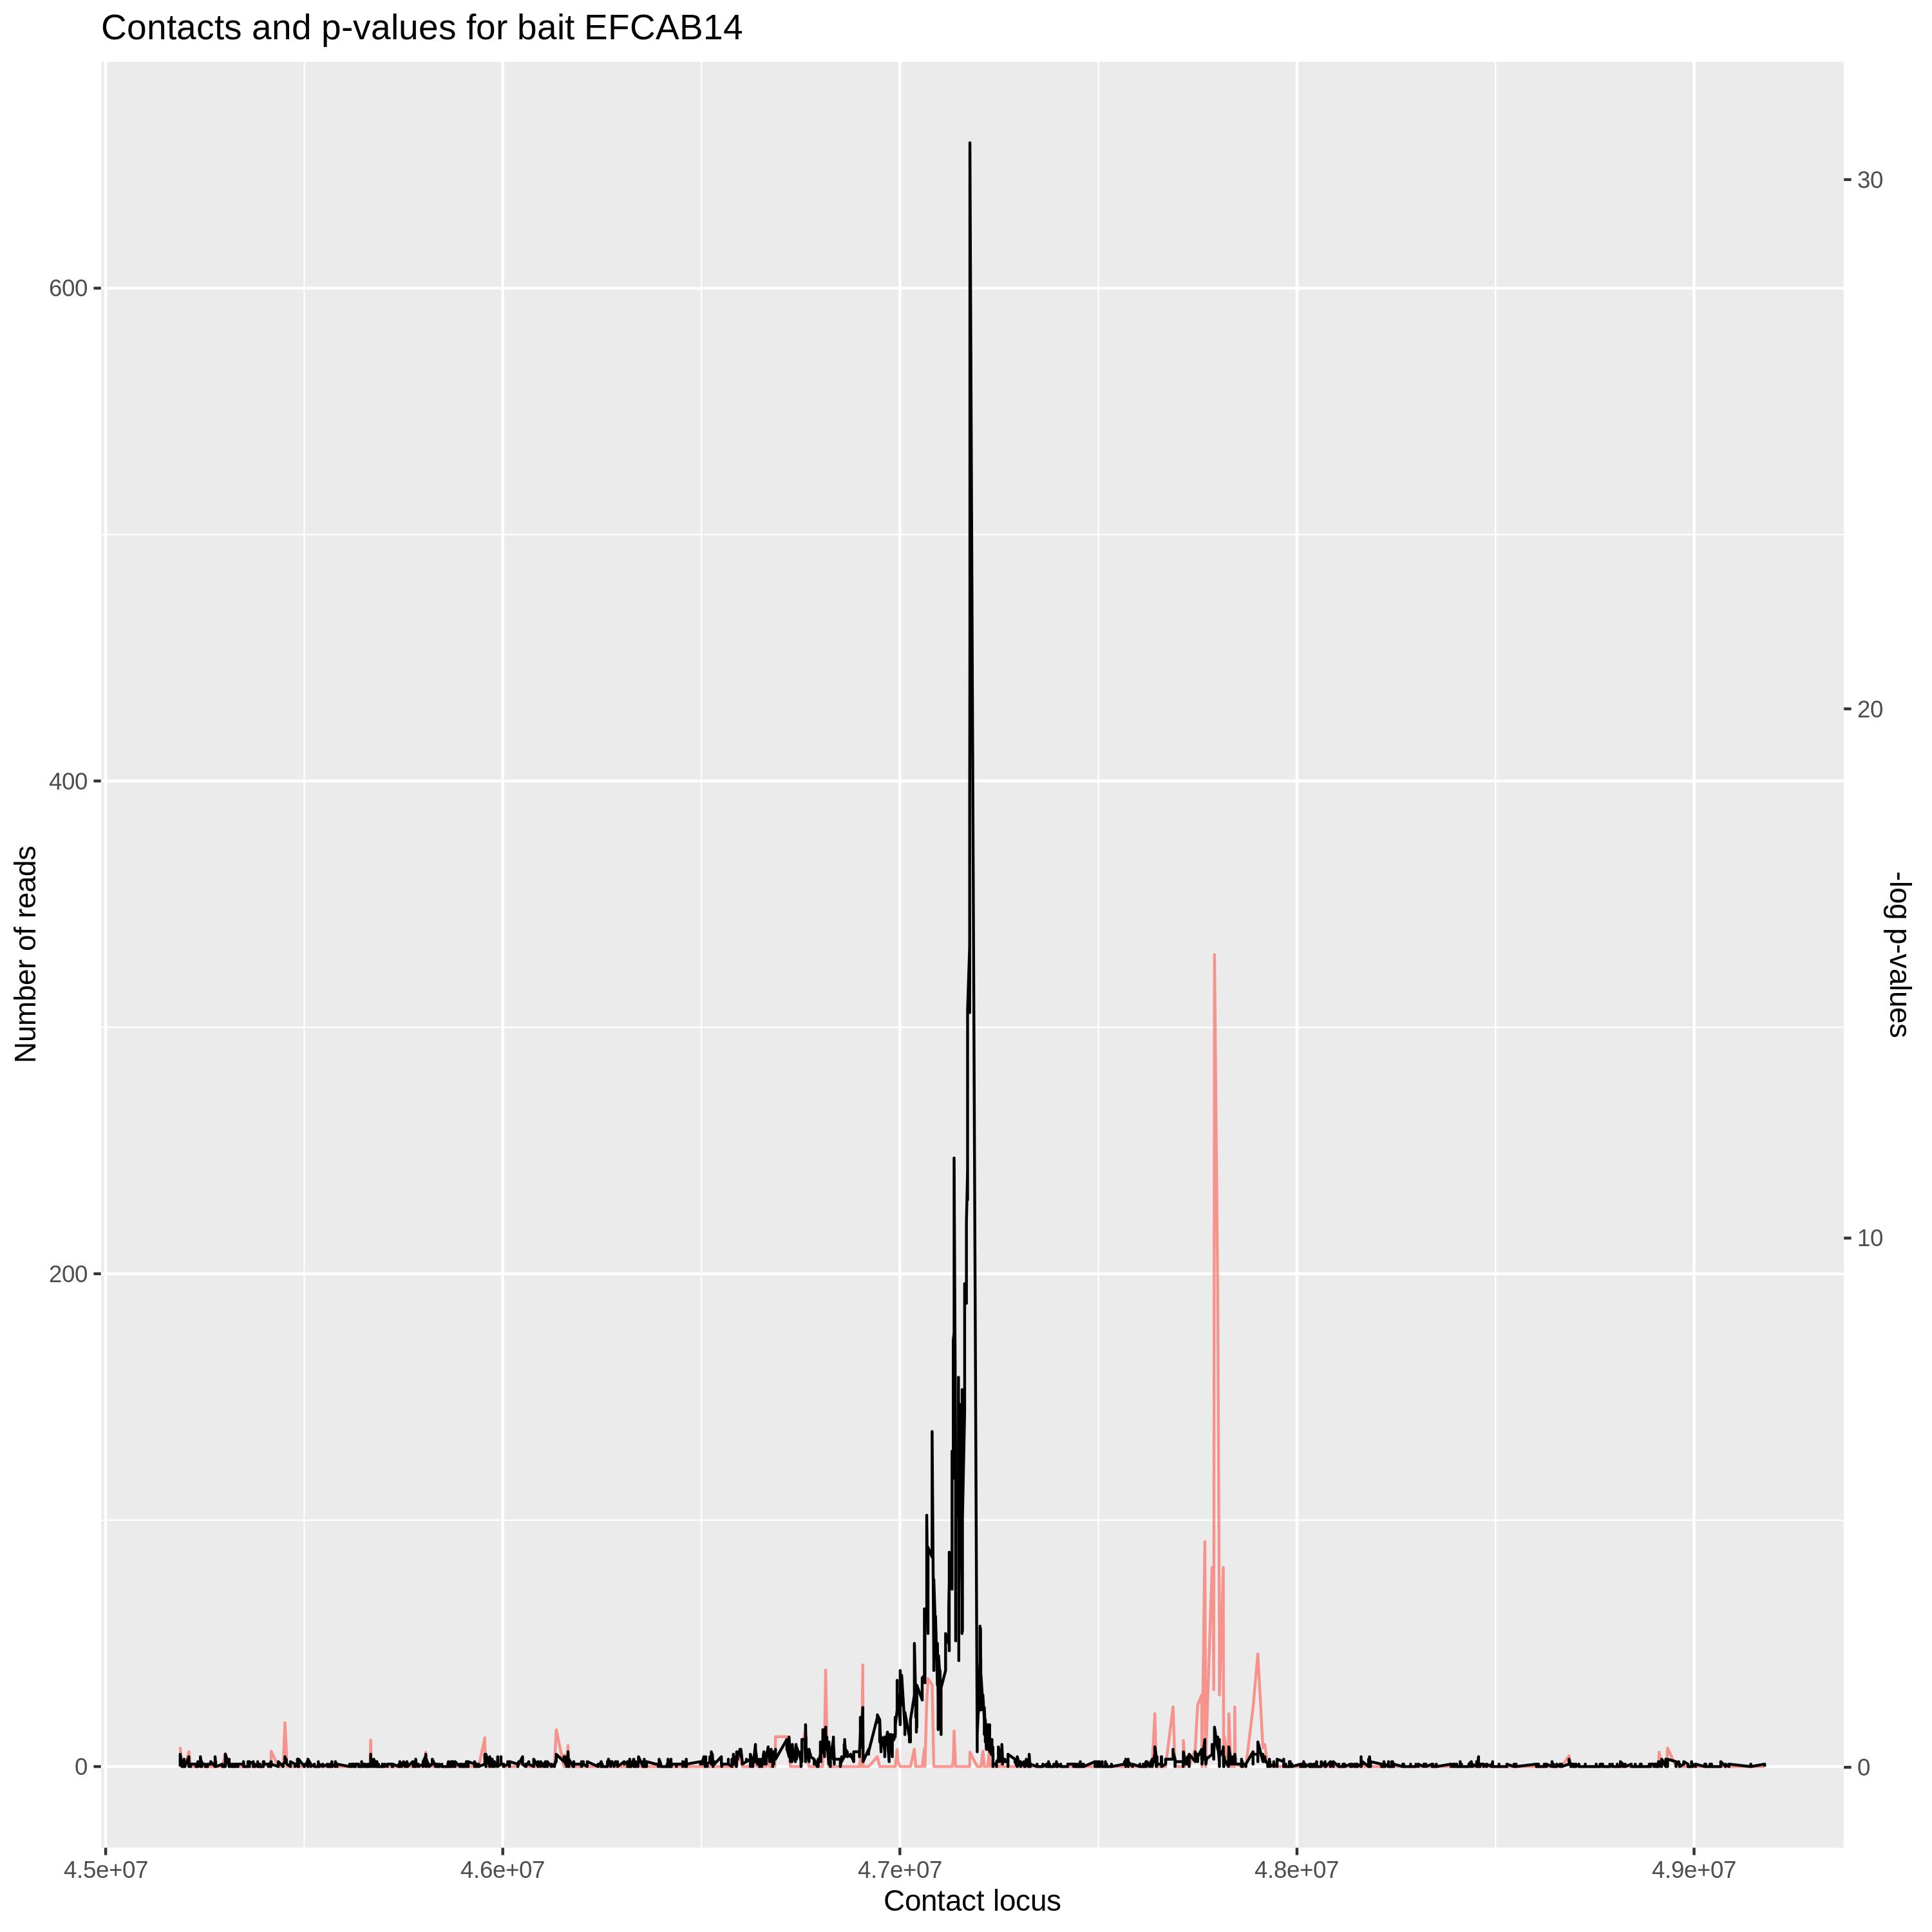 Contacts and p-values for bait EFCAB14
600
400
200
0
Number of reads
30
20
10
0
-log p-values
4.5e+07
4.6e+07
4.7e+07
4.8e+07
4.9e+07
Contact locus